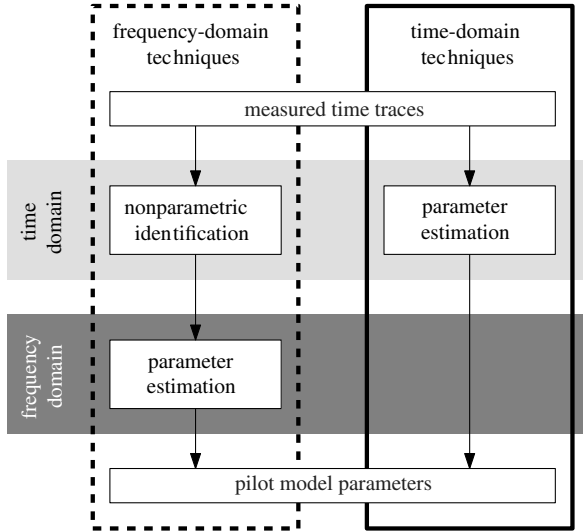 frequency-domain
techniques
time-domain
techniques
measured time traces
time
domain
nonparametric
identification
parameter
estimation
frequency
domain
parameter
estimation
pilot model parameters